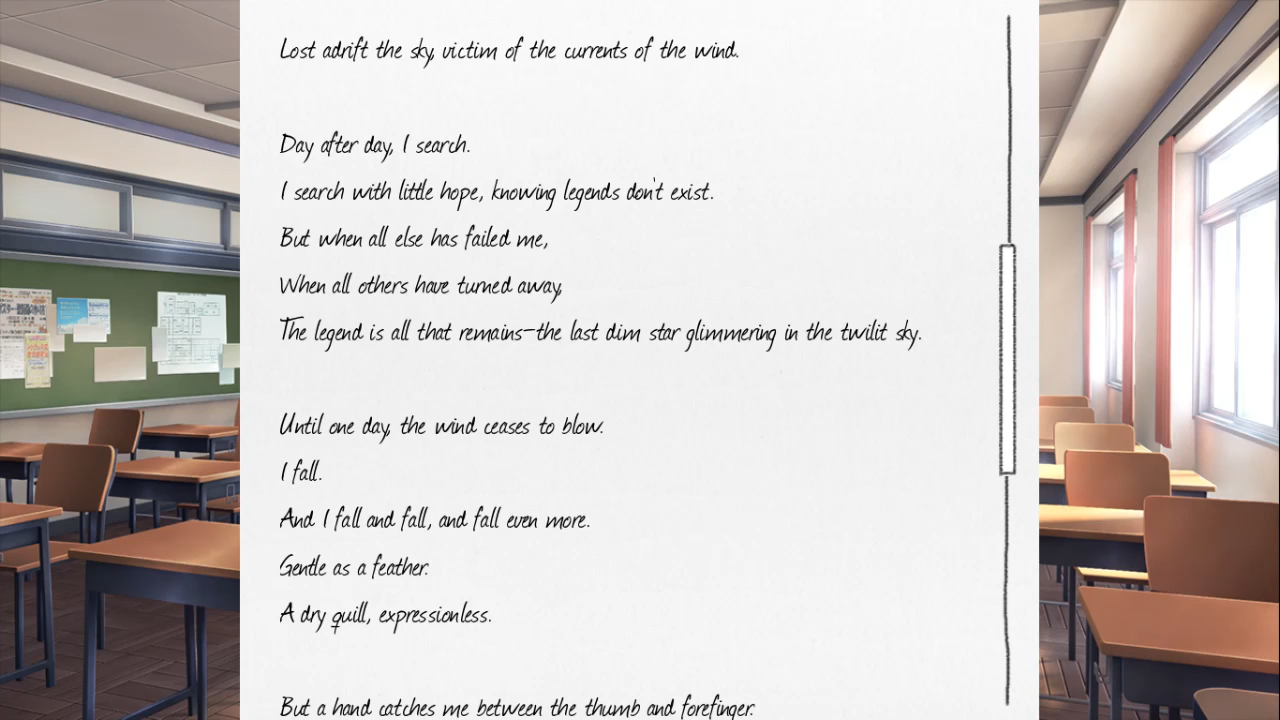 Lost adrift the sky, victim of the currents of the wind.
Day after day, I search.
I search with little hope, knowing legends don't exist.
But when all else has failed me,
When all others have turned away,
The legend is all that remains—the last dim star glimmering in the twilit sky.
Until one day, the wind ceases to blow.
I fall.
And I fall and fall, and fall even more.
Gentle as a feather.
A dry quill, expressionless.
But a hand catches me between the thumb and forefinger.